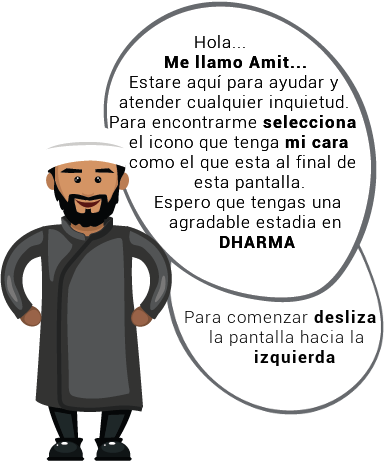 Hola...
Me llamo Amit...
Estare aquí para ayudar y
atender cualquier inquietud.
Para encontrarme selecciona
el icono que tenga mi cara
como el que esta al final de
esta pantalla.
Espero que tengas una
agradable estadia en
DHARMA
Para comenzar desliza
la pantalla hacia la
izquierda